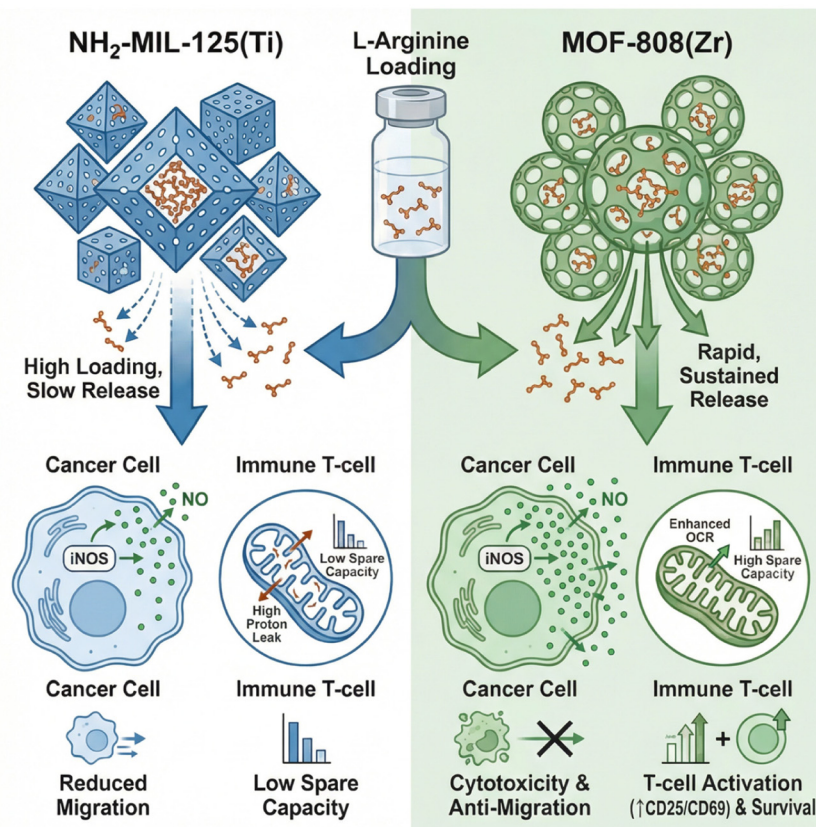 NH₂-MIL-125(Ti)
L-Arginine
Loading
MOF-808(Zr)
High Loading,
Slow Release
Rapid,
Sustained
Release
Cancer Cell
Immune T-cell
Cancer Cell
Immune T-cell
NO
iNOS
Low Spare
Capacity
High
Proton
Leak
NO
iNOS
Enhanced
OCR
High Spare
Capacity
Cancer Cell
Immune T-cell
Cancer Cell
Immune T-cell
Reduced
Migration
Low Spare
Capacity
Cytotoxicity &
Anti-Migration
+
T-cell Activation
(↑CD25/CD69) & Survival